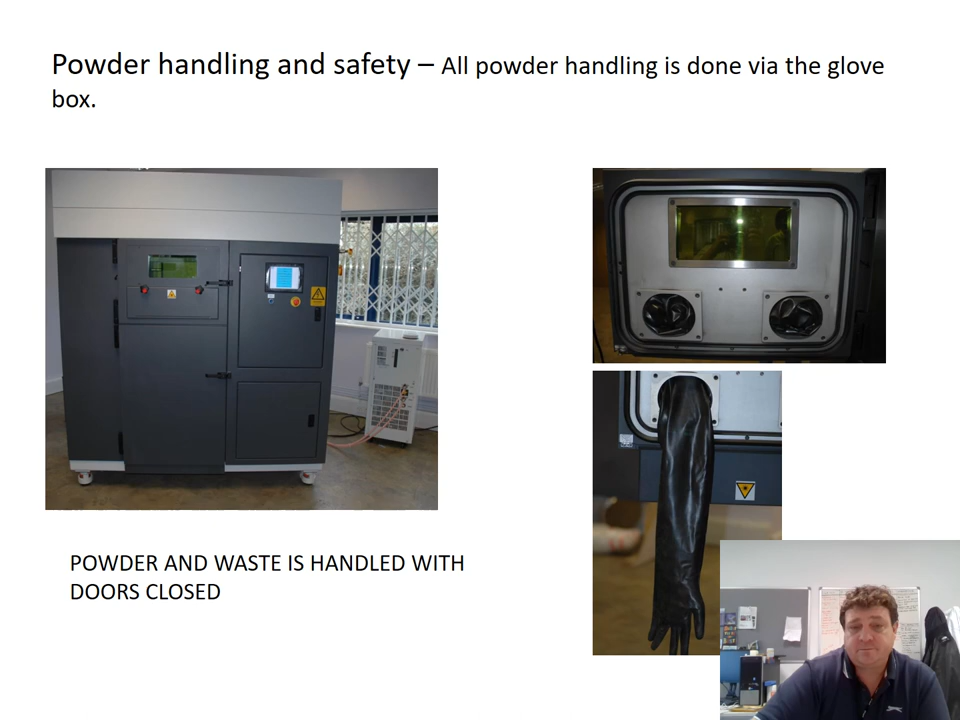 Powder handling and safety – All powder handling is done via the glove
box.
POWDER AND WASTE IS HANDLED WITH
DOORS CLOSED